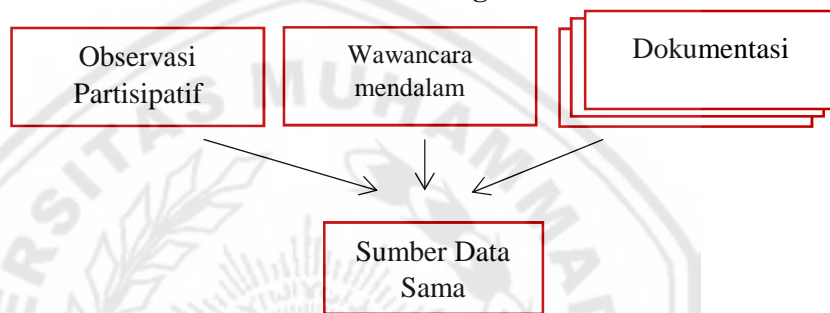 Observasi
Partisipatif
Wawancara
mendalam
Dokumentasi
Sumber Data
Sama